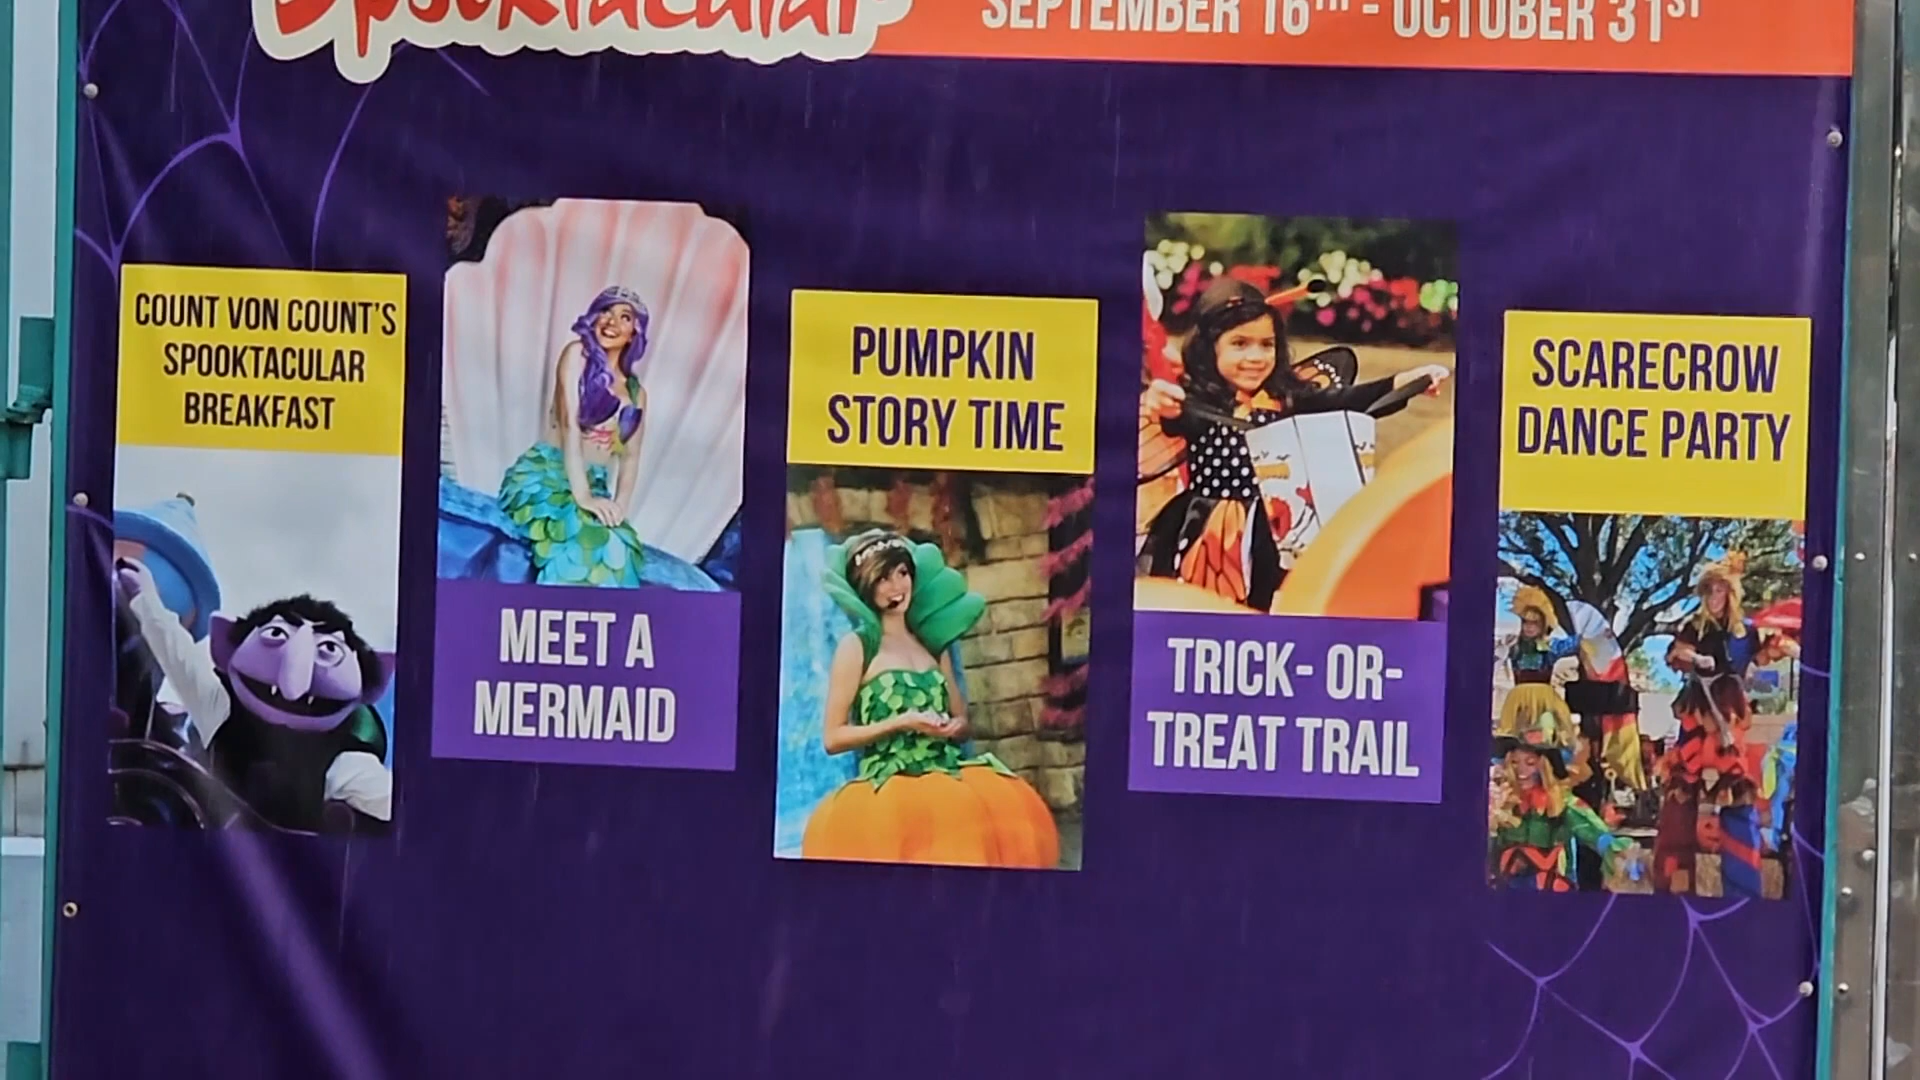 Spooktacular
SEPTEMBER 16TH - OCTOBER 31ST
COUNT VON COUNT'S
SPOOKTACULAR
BREAKFAST
MEET A
MERMAID
PUMPKIN
STORY TIME
TRICK- OR-
TREAT TRAIL
SCARECROW
DANCE PARTY